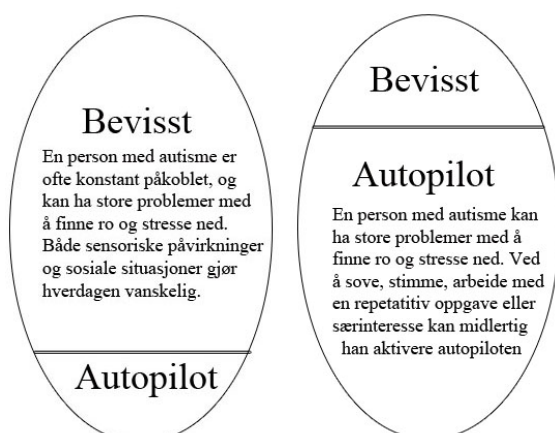 Bevisst
En person med autisme er
ofte konstant påkoblet, og
kan ha store problemer med
å finne ro og stresse ned.
Både sensoriske påvirkninger
og sosiale situasjoner gjør
hverdagen vanskelig.
Autopilot
Bevisst
Autopilot
En person med autisme kan
ha store problemer med å
finne ro og stresse ned. Ved
å sove, stimme, arbeide med
en repetatitiv oppgave eller
særinteresse kan midlertig
han aktivere autopiloten